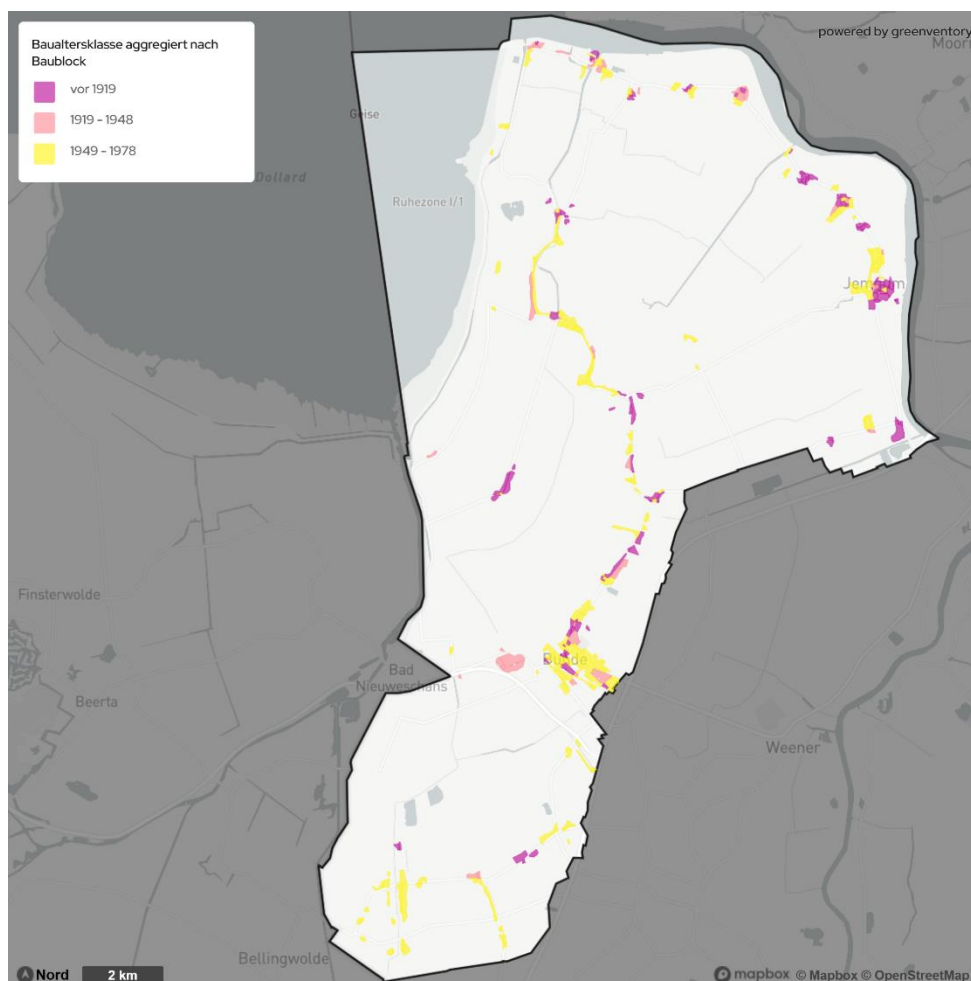 Baualtersklasse aggregiert nach
Baublock
vor 1919
1919 - 1948
1949 - 1978
powered by greenventory
Moor
Geise
Dollard
Ruhezone I/1
Jemgum
Finsterwolde
Bad
Nieuweschans
Bunde
Beerta
Weener
Bellingwolde
Nord
2 km
mapbox © Mapbox © OpenStreetMap